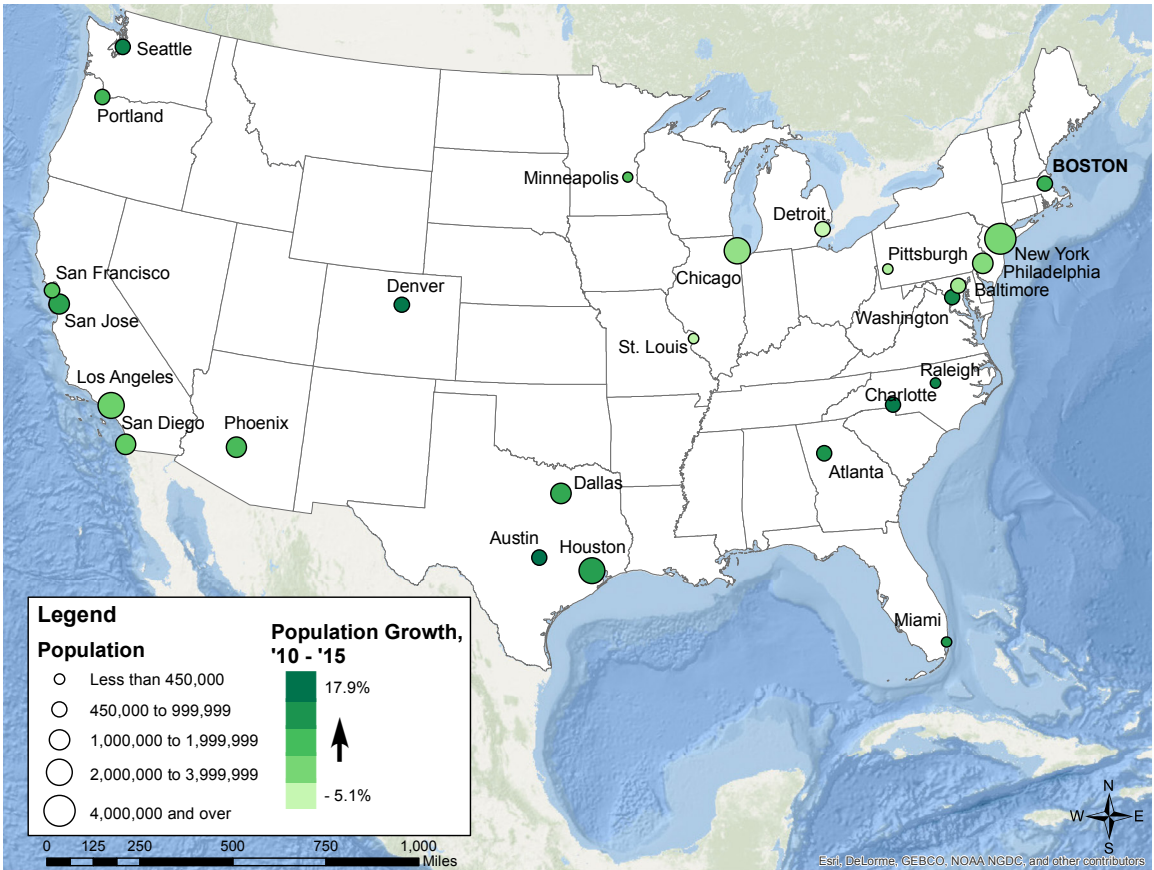 Seattle
Portland
Minneapolis
BOSTON
Detroit
New York
Pittsburgh
Philadelphia
Chicago
San Francisco
Denver
Baltimore
San Jose
Washington
St. Louis
Raleigh
Los Angeles
Charlotte
San Diego
Phoenix
Atlanta
Dallas
Austin
Houston
Miami
Legend
Population
Less than 450,000
450,000 to 999,999
1,000,000 to 1,999,999
2,000,000 to 3,999,999
4,000,000 and over
Population Growth,
'10 - '15
17.9%
- 5.1%
0 125 250 500 750 1,000
Miles
N
W E
S
Esri, DeLorme, GEBCO, NOAA NGDC, and other contributors